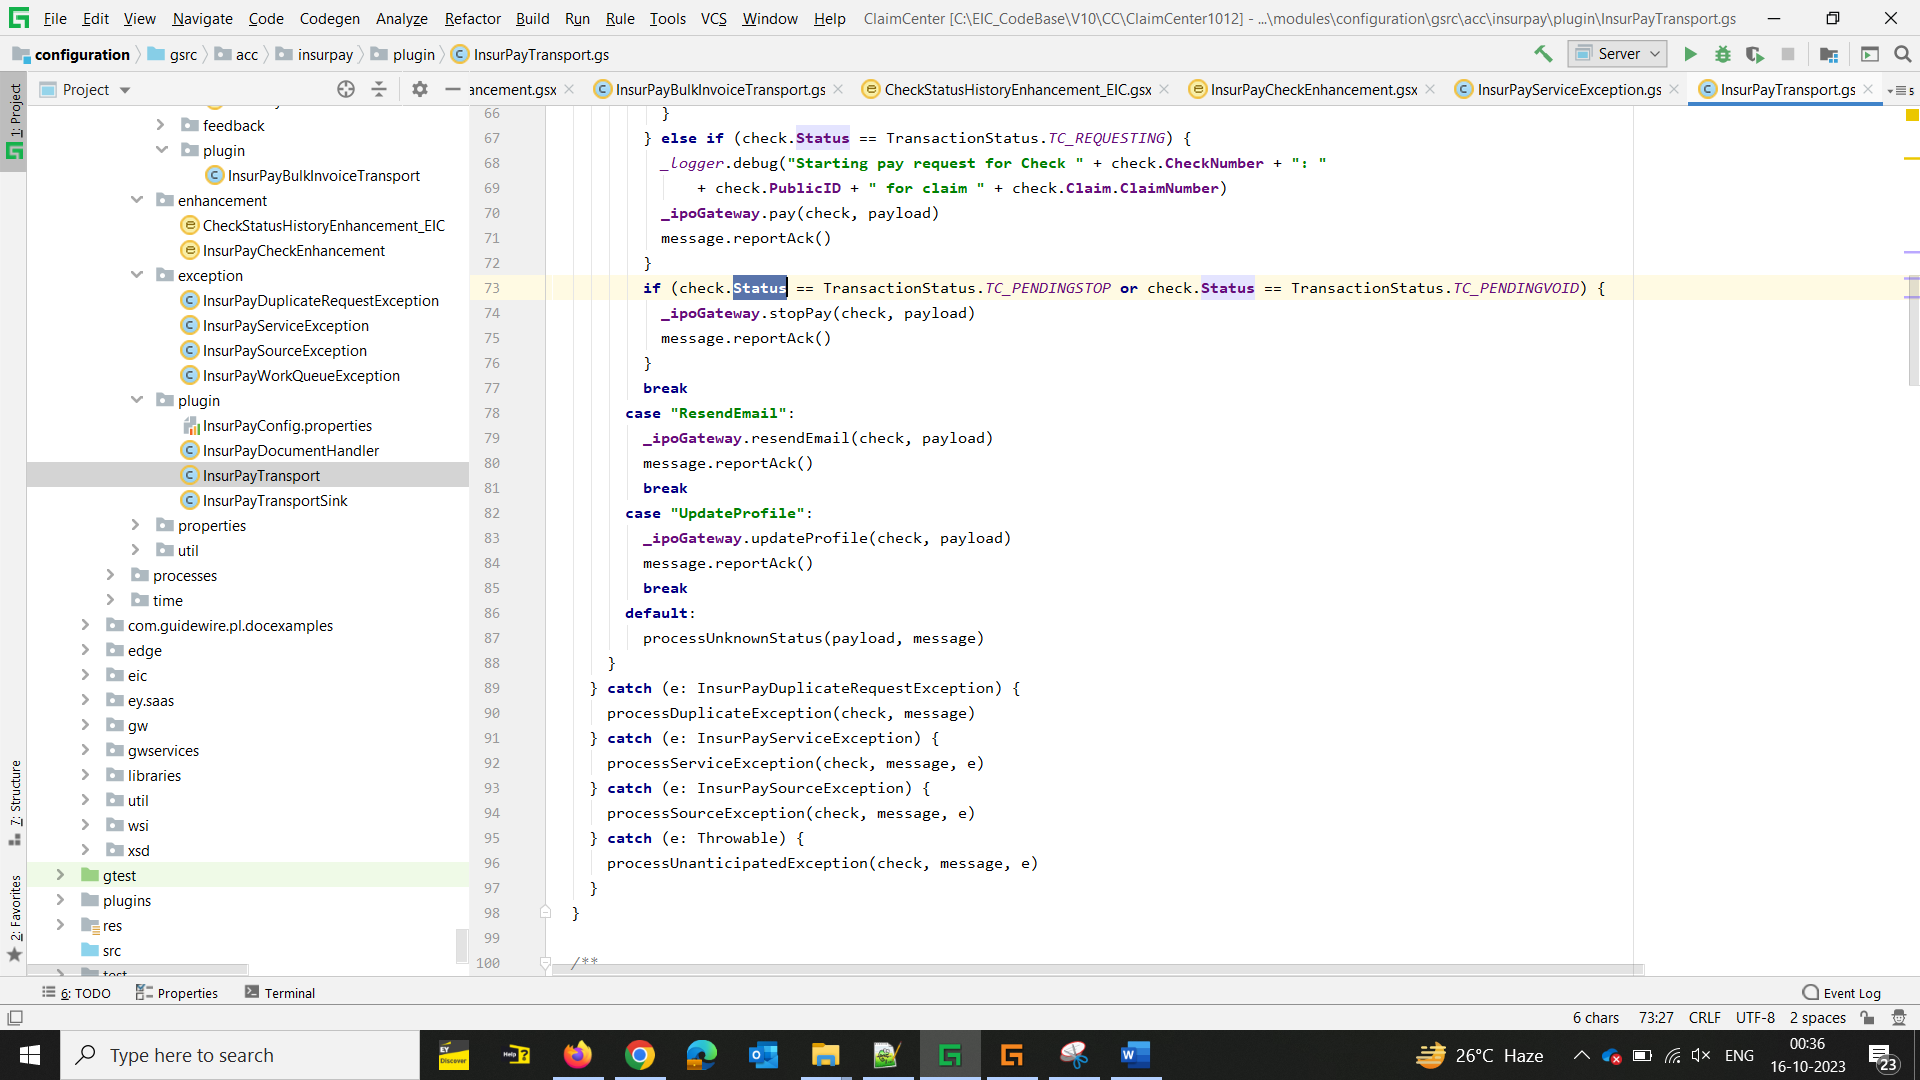 File Edit View Navigate Code Codegen Analyze Refactor Build Run Rule Tools VCS Window Help ClaimCenter [C:\EIC_CodeBase\V10\CC\ClaimCenter1012] - ...\modules\configuration\gsrc\acc\insurpay\plugin\InsurPayTransport.gs
configuration gsrc acc insurpay plugin InsurPayTransport.gs Server
Project ancement.gsx InsurPayBulkInvoiceTransport.gs CheckStatusHistoryEnhancement_EIC.gsx InsurPayCheckEnhancement.gsx InsurPayServiceException.gs InsurPayTransport.gs 5
1: Project
7: Structure
2: Favorites
feedback
plugin
InsurPayBulkInvoiceTransport
enhancement
CheckStatusHistoryEnhancement_EIC
InsurPayCheckEnhancement
exception
InsurPayDuplicateRequestException
InsurPayServiceException
InsurPaySourceException
InsurPayWorkQueueException
plugin
InsurPayConfig.properties
InsurPayDocumentHandler
InsurPayTransport
InsurPayTransportSink
properties
util
processes
time
com.guidewire.pl.docexamples
edge
eic
ey.saas
gw
gwservices
libraries
util
wsi
xsd
gtest
plugins
res
src
test
66 }
67 } else if (check.Status == TransactionStatus.TC_REQUESTING) {
68 _logger.debug("Starting pay request for Check " + check.CheckNumber + ": "
69 + check.PublicID + " for claim " + check.Claim.ClaimNumber)
70 _ipoGateway.pay(check, payload)
71 message.reportAck()
72 }
73 if (check.Status == TransactionStatus.TC_PENDINGSTOP or check.Status == TransactionStatus.TC_PENDINGVOID) {
74 _ipoGateway.stopPay(check, payload)
75 message.reportAck()
76 }
77 break
78 case "ResendEmail":
79 _ipoGateway.resendEmail(check, payload)
80 message.reportAck()
81 break
82 case "UpdateProfile":
83 _ipoGateway.updateProfile(check, payload)
84 message.reportAck()
85 break
86 default:
87 processUnknownStatus(payload, message)
88 }
89 } catch (e: InsurPayDuplicateRequestException) {
90 processDuplicateException(check, message)
91 } catch (e: InsurPayServiceException) {
92 processServiceException(check, message, e)
93 } catch (e: InsurPaySourceException) {
94 processSourceException(check, message, e)
95 } catch (e: Throwable) {
96 processUnanticipatedException(check, message, e)
97 }
98 }
99
100 /**
6: TODO Properties Terminal Event Log
6 chars 73:27 CRLF UTF-8 2 spaces
Type here to search EY Discover Help ? 26°C Haze ENG 00:36
16-10-2023 23